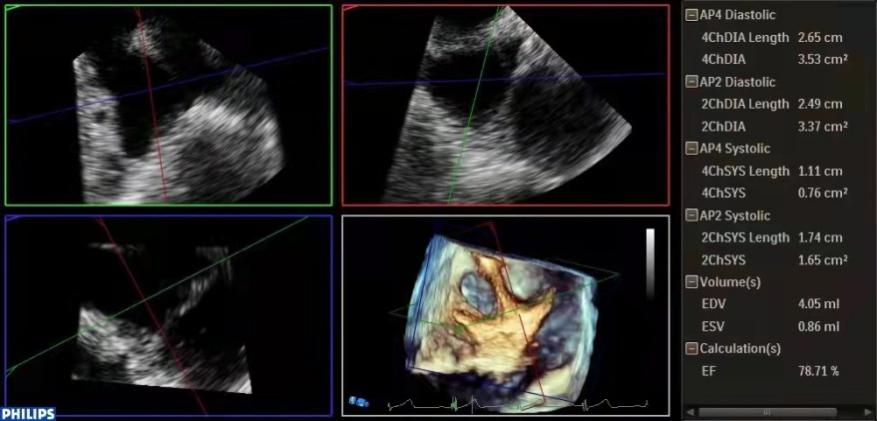 AP4 Diastolic
4ChDIA Length 2.65 cm
4ChDIA 3.53 cm²
AP2 Diastolic
2ChDIA Length 2.49 cm
2ChDIA 3.37 cm²
AP4 Systolic
4ChSYS Length 1.11 cm
4ChSYS 0.76 cm²
AP2 Systolic
2ChSYS Length 1.74 cm
2ChSYS 1.65 cm²
Volume(s)
EDV 4.05 ml
ESV 0.86 ml
Calculation(s)
EF 78.71 %
PHILIPS